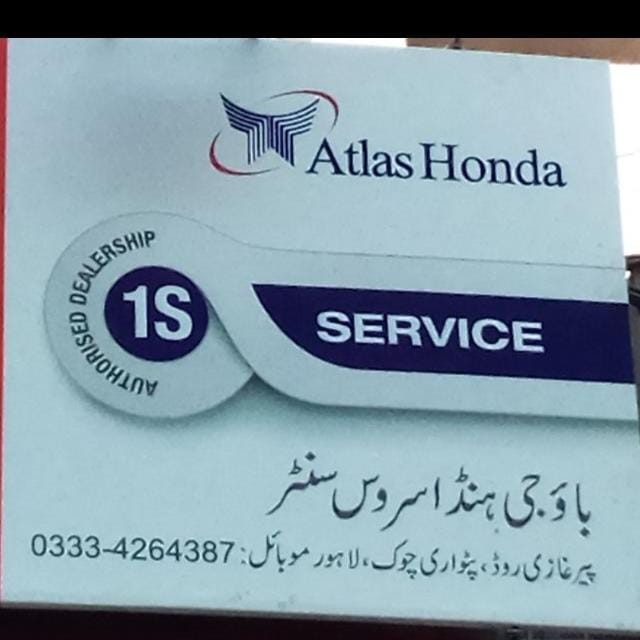 Atlas Honda
AUTHORISED DEALERSHIP
1S
SERVICE
باؤ جی ہنڈا سروس سنٹر
پیر غازی روڈ، پٹواری چوک، لاہور موبائل: 0333-4264387